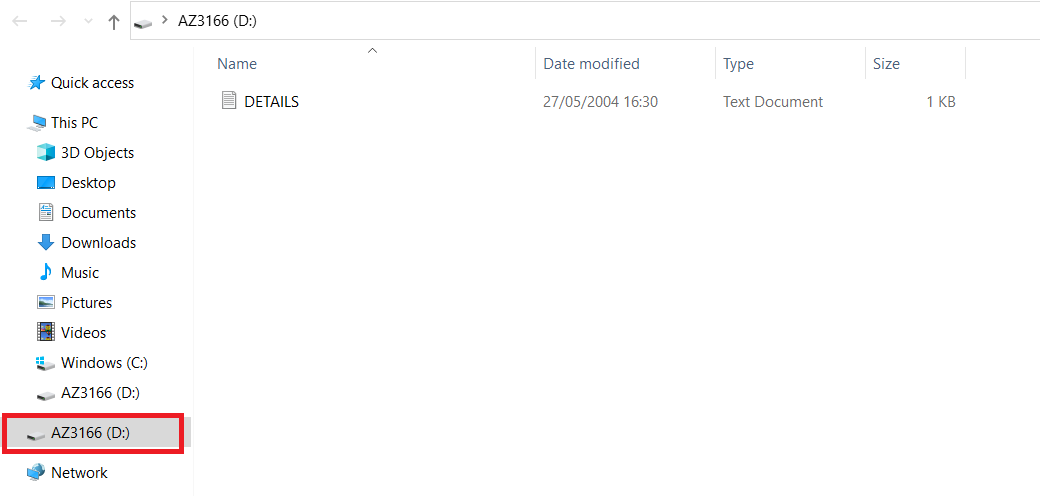 AZ3166 (D:)
Name Date modified Type Size
Quick access
DETAILS 27/05/2004 16:30 Text Document 1 KB
This PC
3D Objects
Desktop
Documents
Downloads
Music
Pictures
Videos
Windows (C:)
AZ3166 (D:)
AZ3166 (D:)
Network